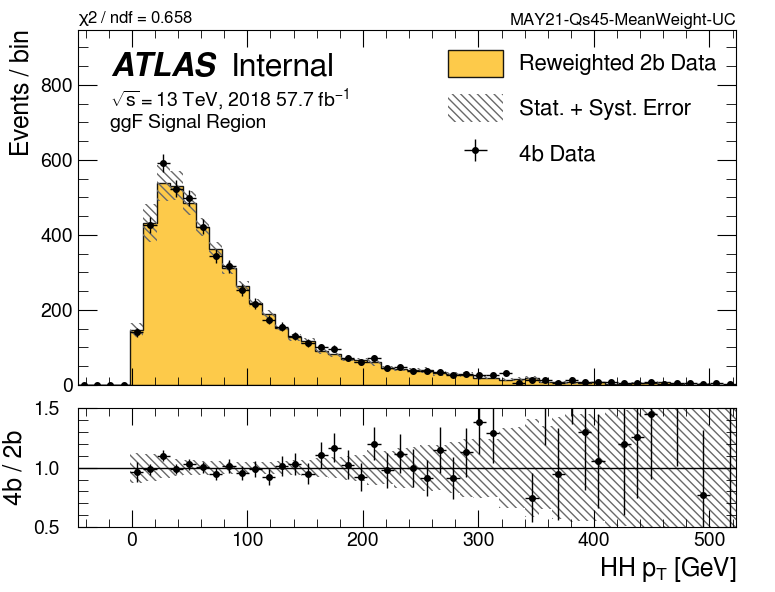 χ2 / ndf = 0.658
MAY21-Qs45-MeanWeight-UC
ATLAS Internal
√s = 13 TeV, 2018 57.7 fb⁻¹
ggF Signal Region
Reweighted 2b Data
Stat. + Syst. Error
4b Data
Events / bin
800
600
400
200
0
4b / 2b
1.5
1.0
0.5
0 100 200 300 400 500
HH p_T [GeV]